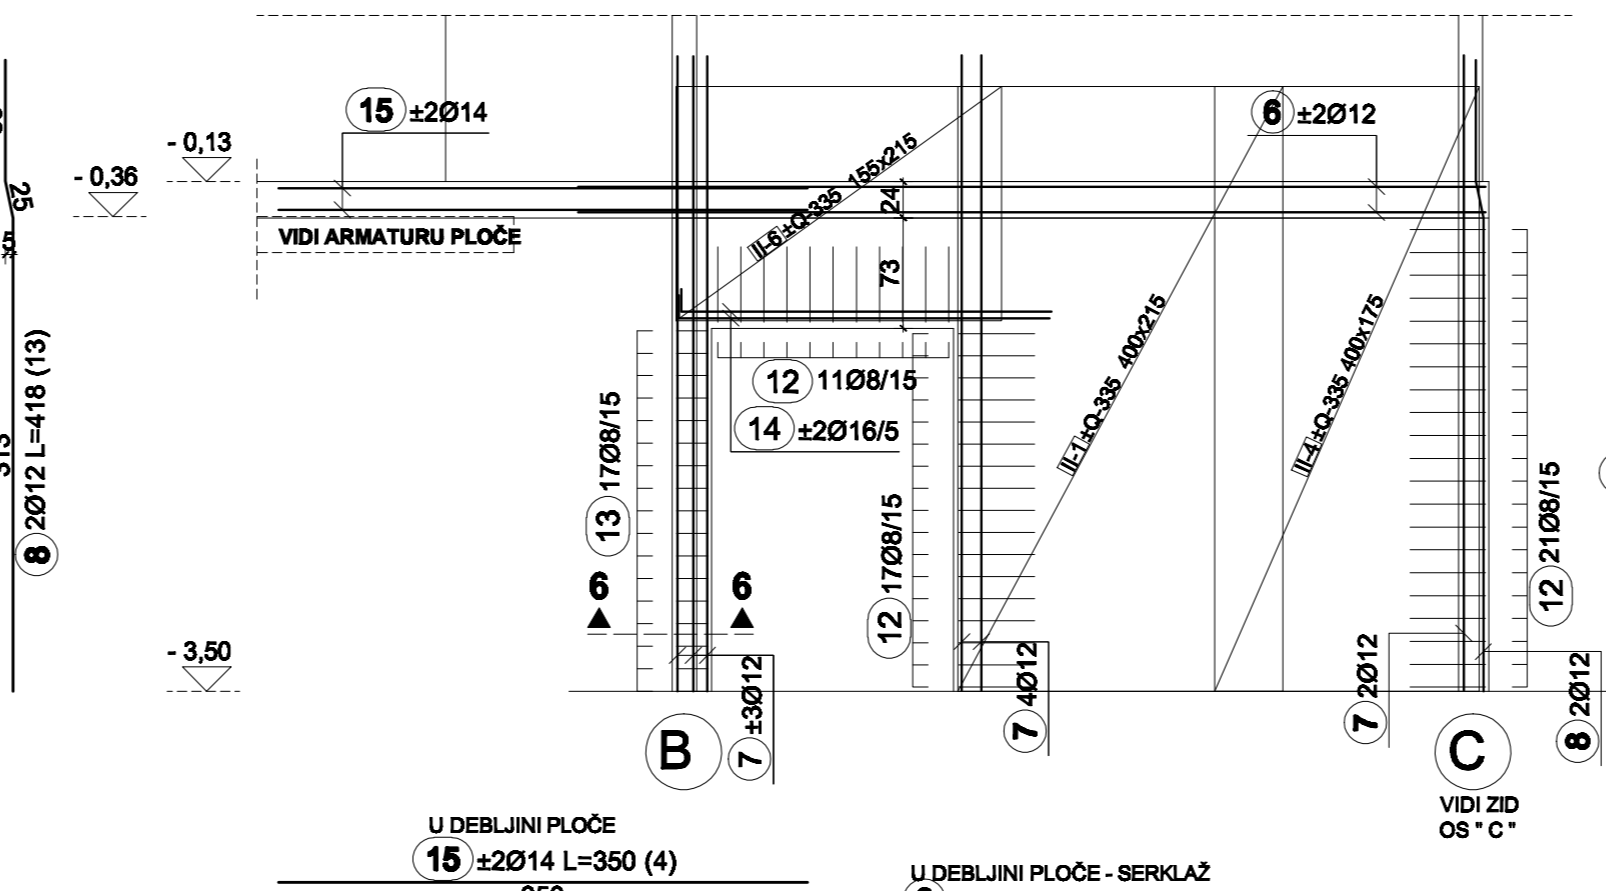 15 ±2Ø14
6 ±2Ø12
- 0,13
- 0,36
25
II-6 ±Q-335 155x215
24
VIDI ARMATURU PLOČE
73
II-1 ±Q-335 400x215
II-4 ±Q-335 400x175
12 11Ø8/15
14 ±2Ø16/5
8 2Ø12 L=418 (13)
13 17Ø8/15
12 17Ø8/15
12 21Ø8/15
6
6
- 3,50
7 ±3Ø12
7 4Ø12
7 2Ø12
8 2Ø12
B
C
VIDI ZID
OS " C "
U DEBLJINI PLOČE
15 ±2Ø14 L=350 (4)
U DEBLJINI PLOČE - SERKLAŽ